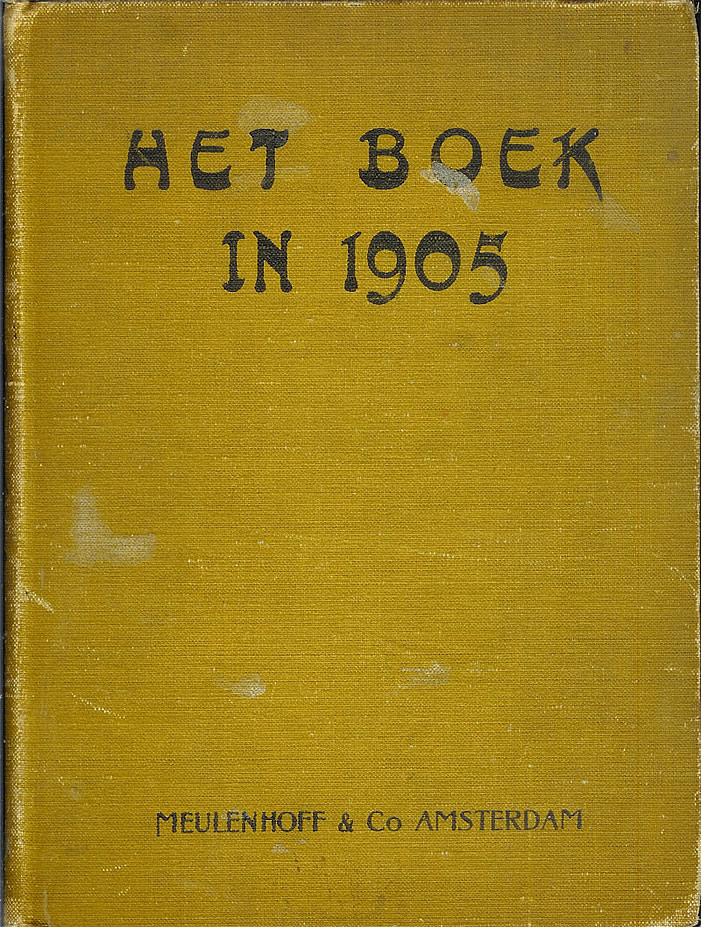 HET BOEK
IN 1905
MEULENHOFF & Co AMSTERDAM